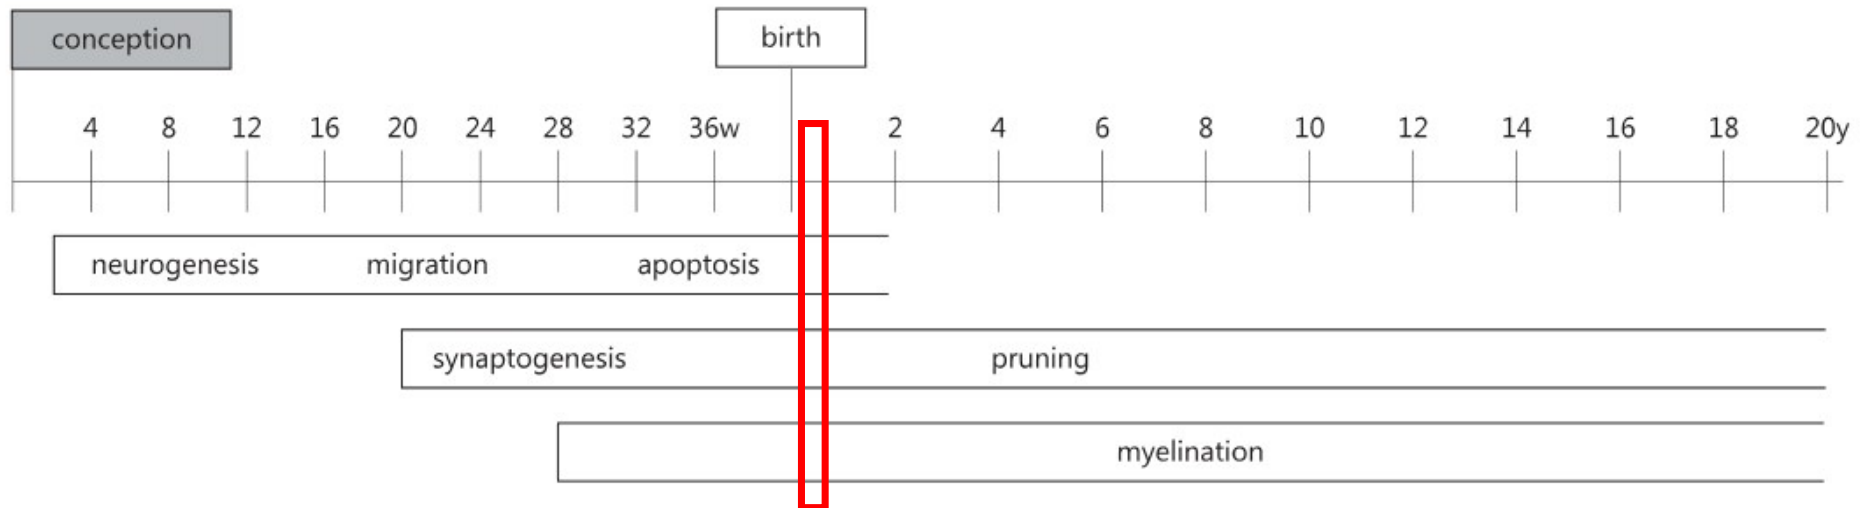 conception birth
4 8 12 16 20 24 28 32 36w 2 4 6 8 10 12 14 16 18 20y
neurogenesis migration apoptosis
synaptogenesis pruning
myelination